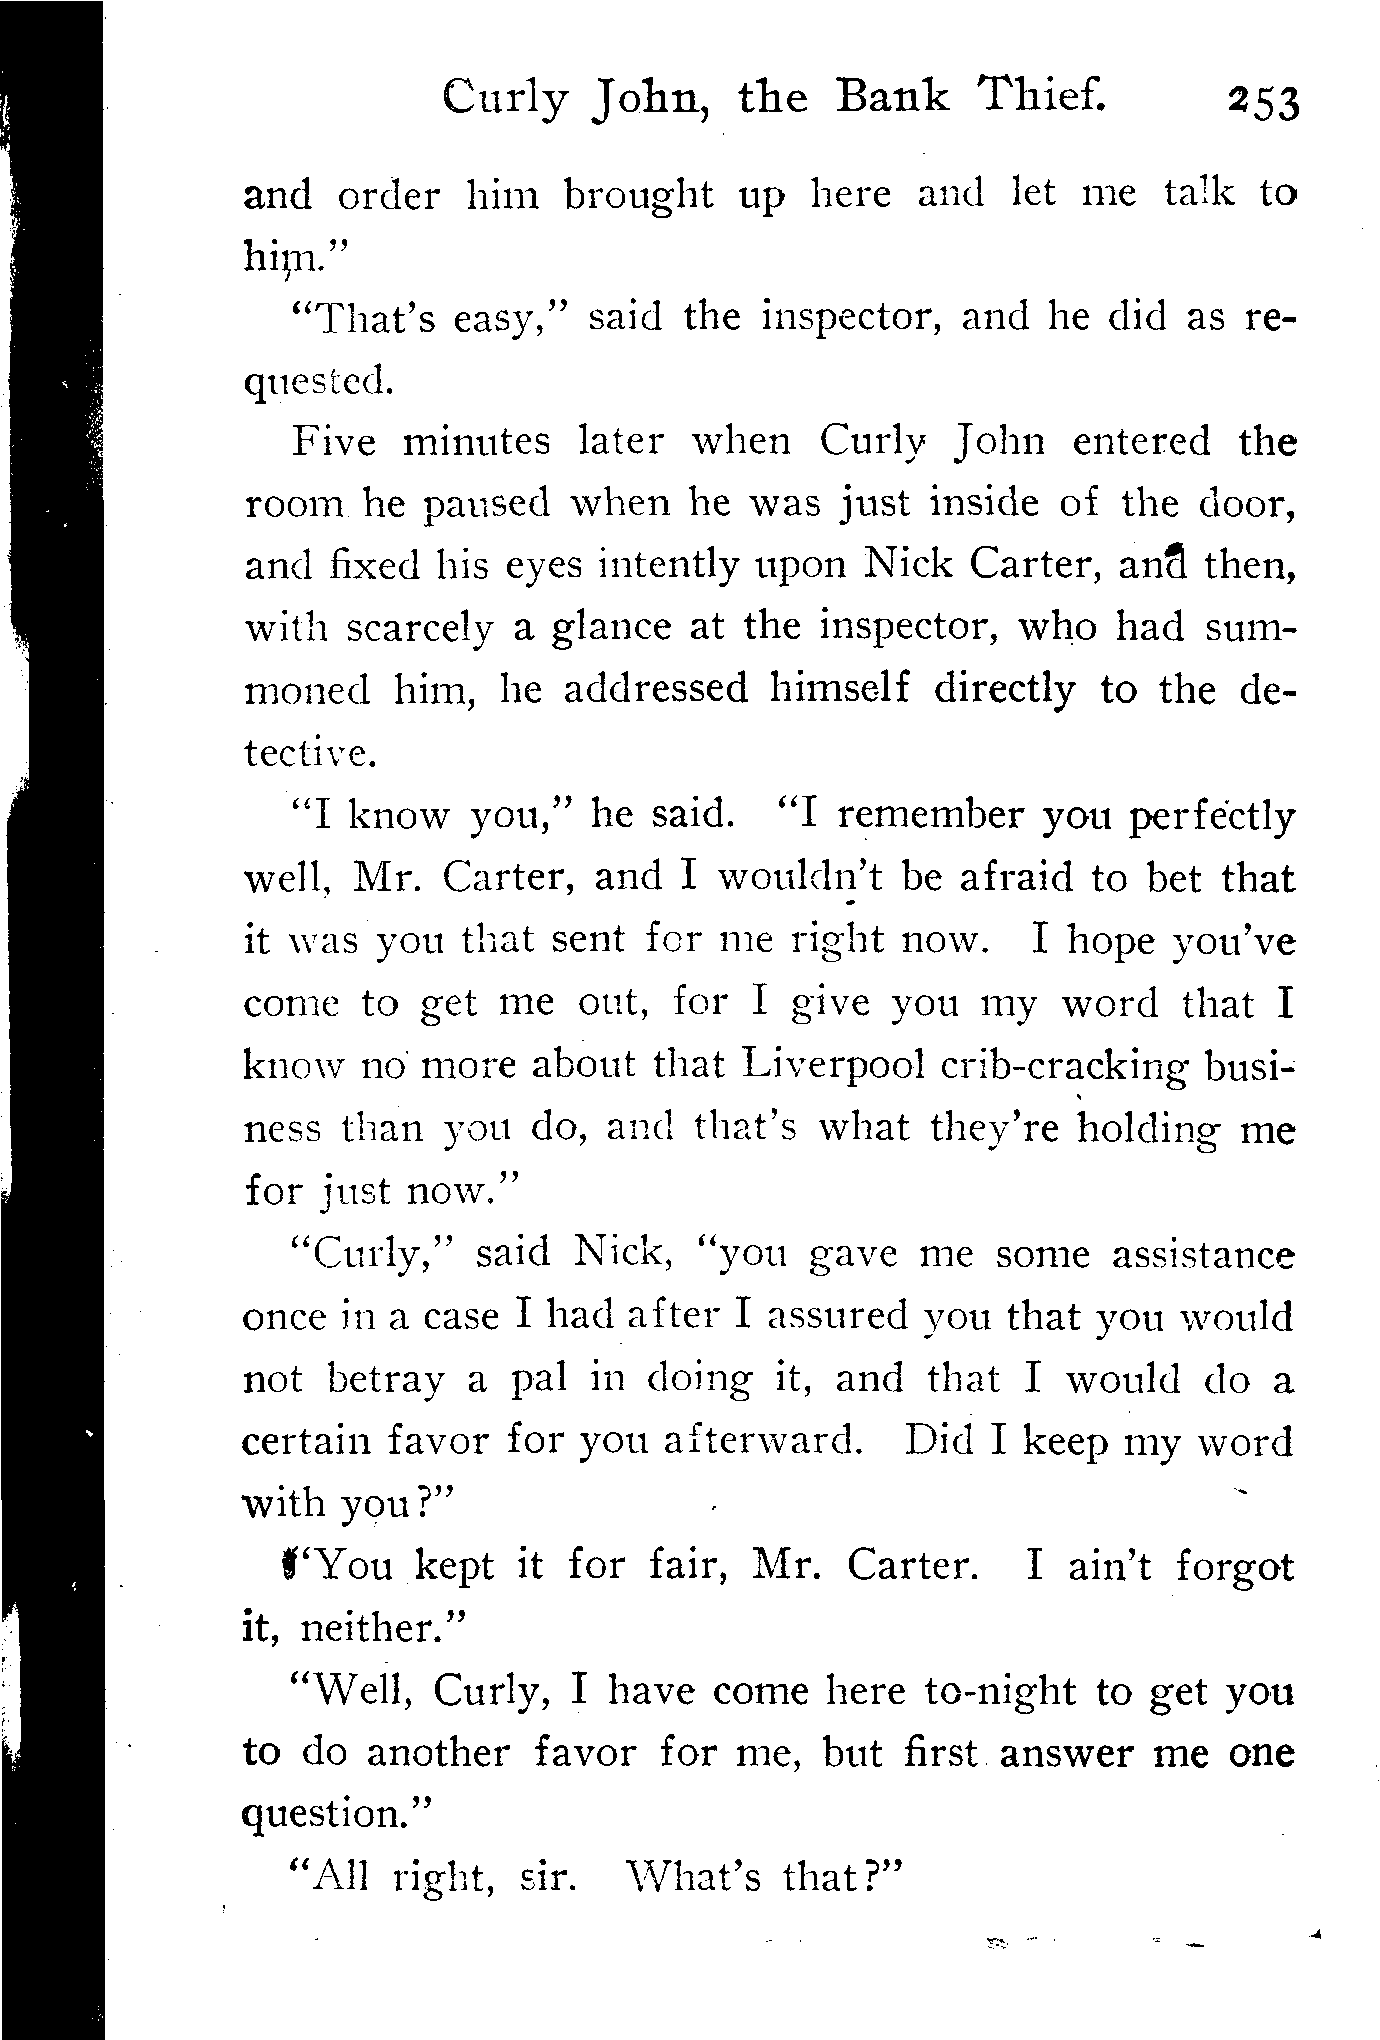 Curly John, the Bank Thief. 253
and order him brought up here and let me talk to
him."
"That's easy," said the inspector, and he did as re-
quested.
Five minutes later when Curly John entered the
room he paused when he was just inside of the door,
and fixed his eyes intently upon Nick Carter, and then,
with scarcely a glance at the inspector, who had sum-
moned him, he addressed himself directly to the de-
tective.
"I know you," he said. "I remember you perfectly
well, Mr. Carter, and I wouldn't be afraid to bet that
it was you that sent for me right now. I hope you've
come to get me out, for I give you my word that I
know no more about that Liverpool crib-cracking busi-
ness than you do, and that's what they're holding me
for just now."
"Curly," said Nick, "you gave me some assistance
once in a case I had after I assured you that you would
not betray a pal in doing it, and that I would do a
certain favor for you afterward. Did I keep my word
with you?"
"You kept it for fair, Mr. Carter. I ain't forgot
it, neither."
"Well, Curly, I have come here to-night to get you
to do another favor for me, but first answer me one
question."
"All right, sir. What's that?"